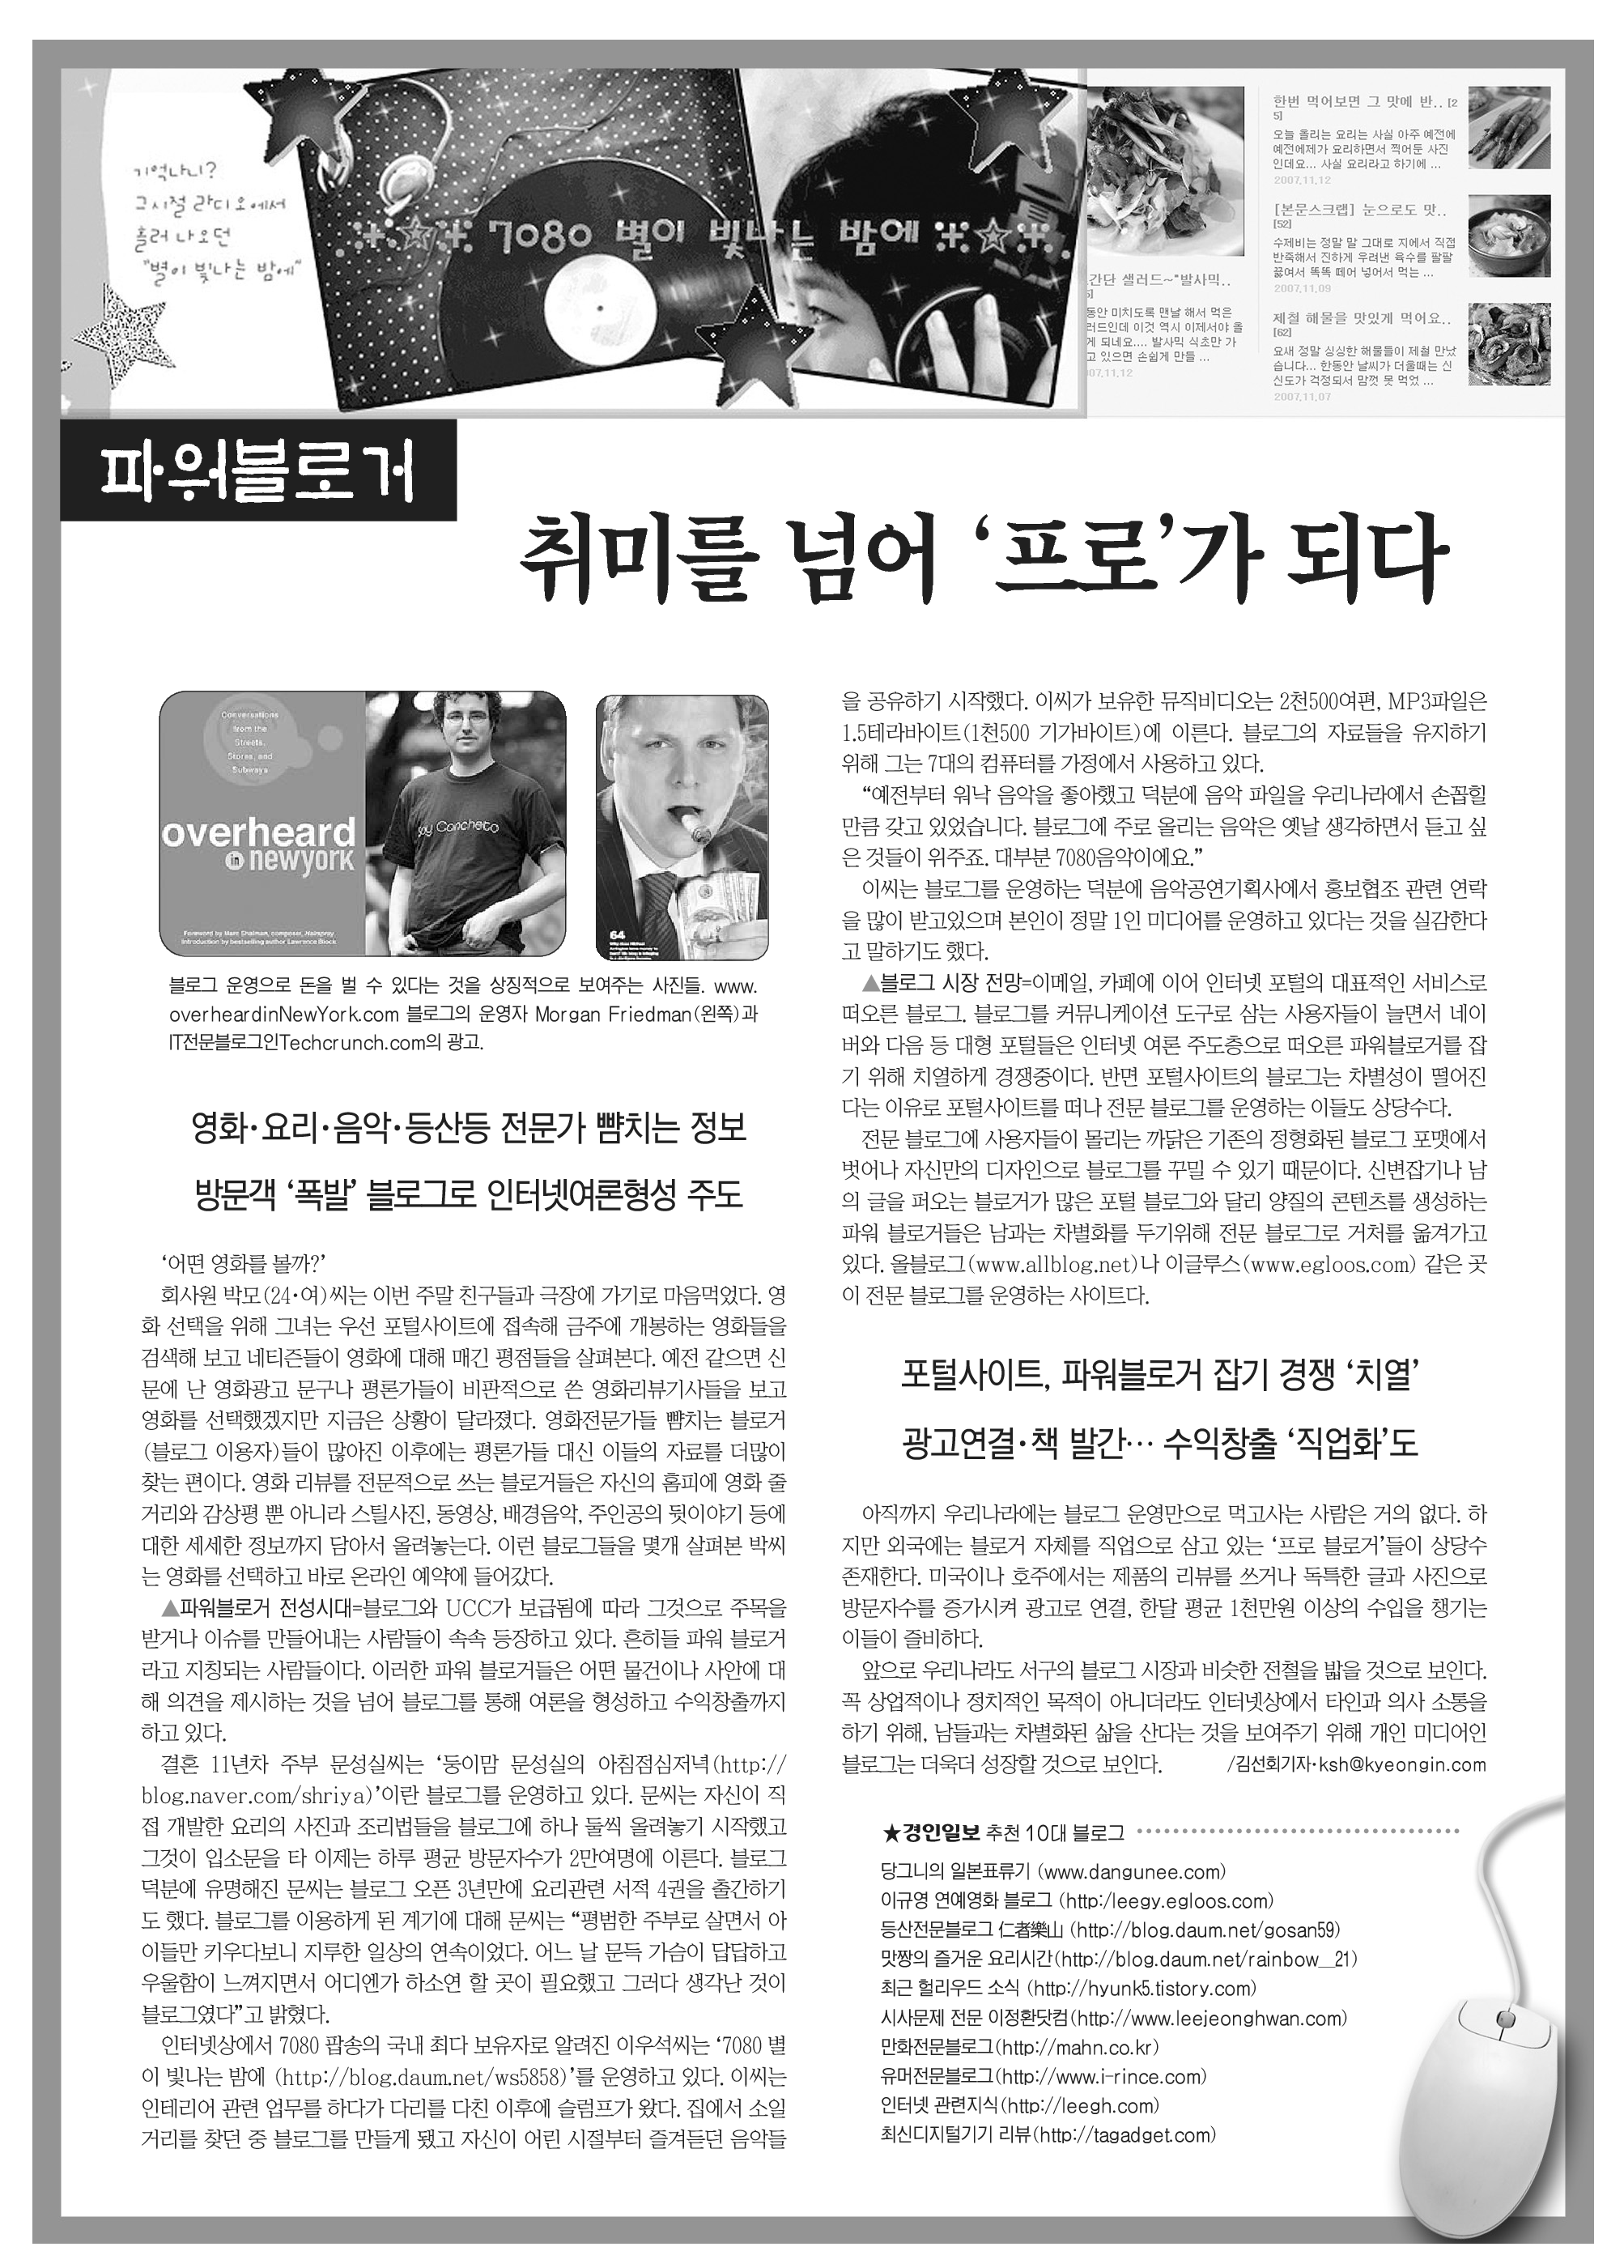 기억나니?
그시절 라디오에서
흘러 나오던
"별이 빛나는 밤에"
7080 별이 빛나는 밤에
간단 샐러드~"발사믹..
5]
동안 미치도록 맨날 해서 먹은
러드인데 이것 역시 이제서야 올
게 되네요.... 발사믹 식초만 가
고 있으면 손쉽게 만들 ...
07,11,12
한번 먹어보면 그 맛에 반.. [2
5]
오늘 올리는 요리는 사실 아주 예전에
예전에제가 요리하면서 찍어둔 사진
인데요... 사실 요리라고 하기에 ...
2007,11,12
[본문스크랩] 눈으로도 맛..
[52]
수제비는 정말 말 그대로 지에서 직접
반죽해서 진하게 우려낸 육수를 팔팔
끓여서 똑똑 떼어 넣어서 먹는 ...
2007,11,09
제철 해물을 맛있게 먹어요..
[62]
요새 정말 싱싱한 해물들이 제철 만났
습니다... 한동안 날씨가 더울때는 신
선도가 걱정되서 맘껏 못 먹었 ...
2007,11,07
파워블로거
취미를 넘어 ‘프로’가 되다
Conversations
from the
Streets,
Stores, and
Subways
overheard
in newyork
Foreword by Marc Shaiman, composer, Hairspray
Introduction by bestselling author Lawrence Block
Soy Concheto
64
블로그 운영으로 돈을 벌 수 있다는 것을 상징적으로 보여주는 사진들. www.
overheardinNewYork.com 블로그의 운영자 Morgan Friedman(왼쪽)과
IT전문블로그인Techcrunch.com의 광고.
영화·요리·음악·등산등 전문가 뺨치는 정보
방문객 ‘폭발’ 블로그로 인터넷여론형성 주도
‘어떤 영화를 볼까?’
회사원 박모(24·여)씨는 이번 주말 친구들과 극장에 가기로 마음먹었다. 영
화 선택을 위해 그녀는 우선 포털사이트에 접속해 금주에 개봉하는 영화들을
검색해 보고 네티즌들이 영화에 대해 매긴 평점들을 살펴본다. 예전 같으면 신
문에 난 영화광고 문구나 평론가들이 비판적으로 쓴 영화리뷰기사들을 보고
영화를 선택했겠지만 지금은 상황이 달라졌다. 영화전문가들 뺨치는 블로거
(블로그 이용자)들이 많아진 이후에는 평론가들 대신 이들의 자료를 더많이
찾는 편이다. 영화 리뷰를 전문적으로 쓰는 블로거들은 자신의 홈피에 영화 줄
거리와 감상평 뿐 아니라 스틸사진, 동영상, 배경음악, 주인공의 뒷이야기 등에
대한 세세한 정보까지 담아서 올려놓는다. 이런 블로그들을 몇개 살펴본 박씨
는 영화를 선택하고 바로 온라인 예약에 들어갔다.
▲파워블로거 전성시대=블로그와 UCC가 보급됨에 따라 그것으로 주목을
받거나 이슈를 만들어내는 사람들이 속속 등장하고 있다. 흔히들 파워 블로거
라고 지칭되는 사람들이다. 이러한 파워 블로거들은 어떤 물건이나 사안에 대
해 의견을 제시하는 것을 넘어 블로그를 통해 여론을 형성하고 수익창출까지
하고 있다.
결혼 11년차 주부 문성실씨는 ‘둥이맘 문성실의 아침점심저녁(http://
blog.naver.com/shriya)’이란 블로그를 운영하고 있다. 문씨는 자신이 직
접 개발한 요리의 사진과 조리법들을 블로그에 하나 둘씩 올려놓기 시작했고
그것이 입소문을 타 이제는 하루 평균 방문자수가 2만여명에 이른다. 블로그
덕분에 유명해진 문씨는 블로그 오픈 3년만에 요리관련 서적 4권을 출간하기
도 했다. 블로그를 이용하게 된 계기에 대해 문씨는 “평범한 주부로 살면서 아
이들만 키우다보니 지루한 일상의 연속이었다. 어느 날 문득 가슴이 답답하고
우울함이 느껴지면서 어디엔가 하소연 할 곳이 필요했고 그러다 생각난 것이
블로그였다”고 밝혔다.
인터넷상에서 7080 팝송의 국내 최다 보유자로 알려진 이우석씨는 ‘7080 별
이 빛나는 밤에 (http://blog.daum.net/ws5858)’를 운영하고 있다. 이씨는
인테리어 관련 업무를 하다가 다리를 다친 이후에 슬럼프가 왔다. 집에서 소일
거리를 찾던 중 블로그를 만들게 됐고 자신이 어린 시절부터 즐겨듣던 음악들
을 공유하기 시작했다. 이씨가 보유한 뮤직비디오는 2천500여편, MP3파일은
1.5테라바이트(1천500 기가바이트)에 이른다. 블로그의 자료들을 유지하기
위해 그는 7대의 컴퓨터를 가정에서 사용하고 있다.
“예전부터 워낙 음악을 좋아했고 덕분에 음악 파일을 우리나라에서 손꼽힐
만큼 갖고 있었습니다. 블로그에 주로 올리는 음악은 옛날 생각하면서 듣고 싶
은 것들이 위주죠. 대부분 7080음악이에요.”
이씨는 블로그를 운영하는 덕분에 음악공연기획사에서 홍보협조 관련 연락
을 많이 받고있으며 본인이 정말 1인 미디어를 운영하고 있다는 것을 실감한다
고 말하기도 했다.
▲블로그 시장 전망=이메일, 카페에 이어 인터넷 포털의 대표적인 서비스로
떠오른 블로그. 블로그를 커뮤니케이션 도구로 삼는 사용자들이 늘면서 네이
버와 다음 등 대형 포털들은 인터넷 여론 주도층으로 떠오른 파워블로거를 잡
기 위해 치열하게 경쟁중이다. 반면 포털사이트의 블로그는 차별성이 떨어진
다는 이유로 포털사이트를 떠나 전문 블로그를 운영하는 이들도 상당수다.
전문 블로그에 사용자들이 몰리는 까닭은 기존의 정형화된 블로그 포맷에서
벗어나 자신만의 디자인으로 블로그를 꾸밀 수 있기 때문이다. 신변잡기나 남
의 글을 퍼오는 블로거가 많은 포털 블로그와 달리 양질의 콘텐츠를 생성하는
파워 블로거들은 남과는 차별화를 두기위해 전문 블로그로 거처를 옮겨가고
있다. 올블로그(www.allblog.net)나 이글루스(www.egloos.com) 같은 곳
이 전문 블로그를 운영하는 사이트다.
포털사이트, 파워블로거 잡기 경쟁 ‘치열’
광고연결·책 발간… 수익창출 ‘직업화’도
아직까지 우리나라에는 블로그 운영만으로 먹고사는 사람은 거의 없다. 하
지만 외국에는 블로거 자체를 직업으로 삼고 있는 ‘프로 블로거’들이 상당수
존재한다. 미국이나 호주에서는 제품의 리뷰를 쓰거나 독특한 글과 사진으로
방문자수를 증가시켜 광고로 연결, 한달 평균 1천만원 이상의 수입을 챙기는
이들이 즐비하다.
앞으로 우리나라도 서구의 블로그 시장과 비슷한 전철을 밟을 것으로 보인다.
꼭 상업적이나 정치적인 목적이 아니더라도 인터넷상에서 타인과 의사 소통을
하기 위해, 남들과는 차별화된 삶을 산다는 것을 보여주기 위해 개인 미디어인
블로그는 더욱더 성장할 것으로 보인다. /김선회기자·ksh@kyeongin.com
★경인일보 추천 10대 블로그
당그니의 일본표류기 (www.dangunee.com)
이규영 연예영화 블로그 (http:/leegy.egloos.com)
등산전문블로그 仁者樂山 (http://blog.daum.net/gosan59)
맛짱의 즐거운 요리시간(http://blog.daum.net/rainbow__21)
최근 헐리우드 소식 (http://hyunk5.tistory.com)
시사문제 전문 이정환닷컴(http://www.leejeonghwan.com)
만화전문블로그(http://mahn.co.kr)
유머전문블로그(http://www.i-rince.com)
인터넷 관련지식(http://leegh.com)
최신디지털기기 리뷰(http://tagadget.com)